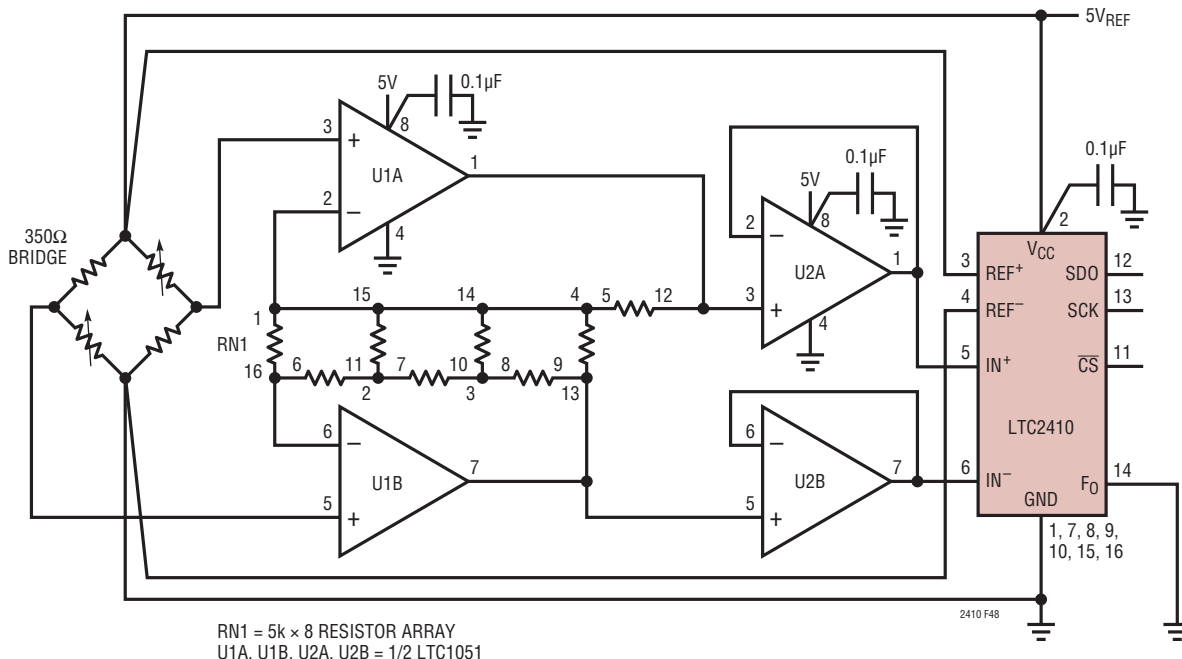 5V_REF
5V
0.1µF
8
3
+
1
U1A
2
–
4
0.1µF
5V
8
2
–
1
U2A
3
+
4
0.1µF
2
350Ω
BRIDGE
V_CC
3
REF+
SDO
12
4
REF–
SCK
13
15
14
4
5
12
1
RN1
16
6
11
7
10
8
9
2
3
13
5
IN+
CS
11
LTC2410
6
–
7
U1B
5
+
6
–
7
U2B
5
+
6
IN–
F_O
14
GND
1, 7, 8, 9,
10, 15, 16
2410 F48
RN1 = 5k × 8 RESISTOR ARRAY
U1A, U1B, U2A, U2B = 1/2 LTC1051